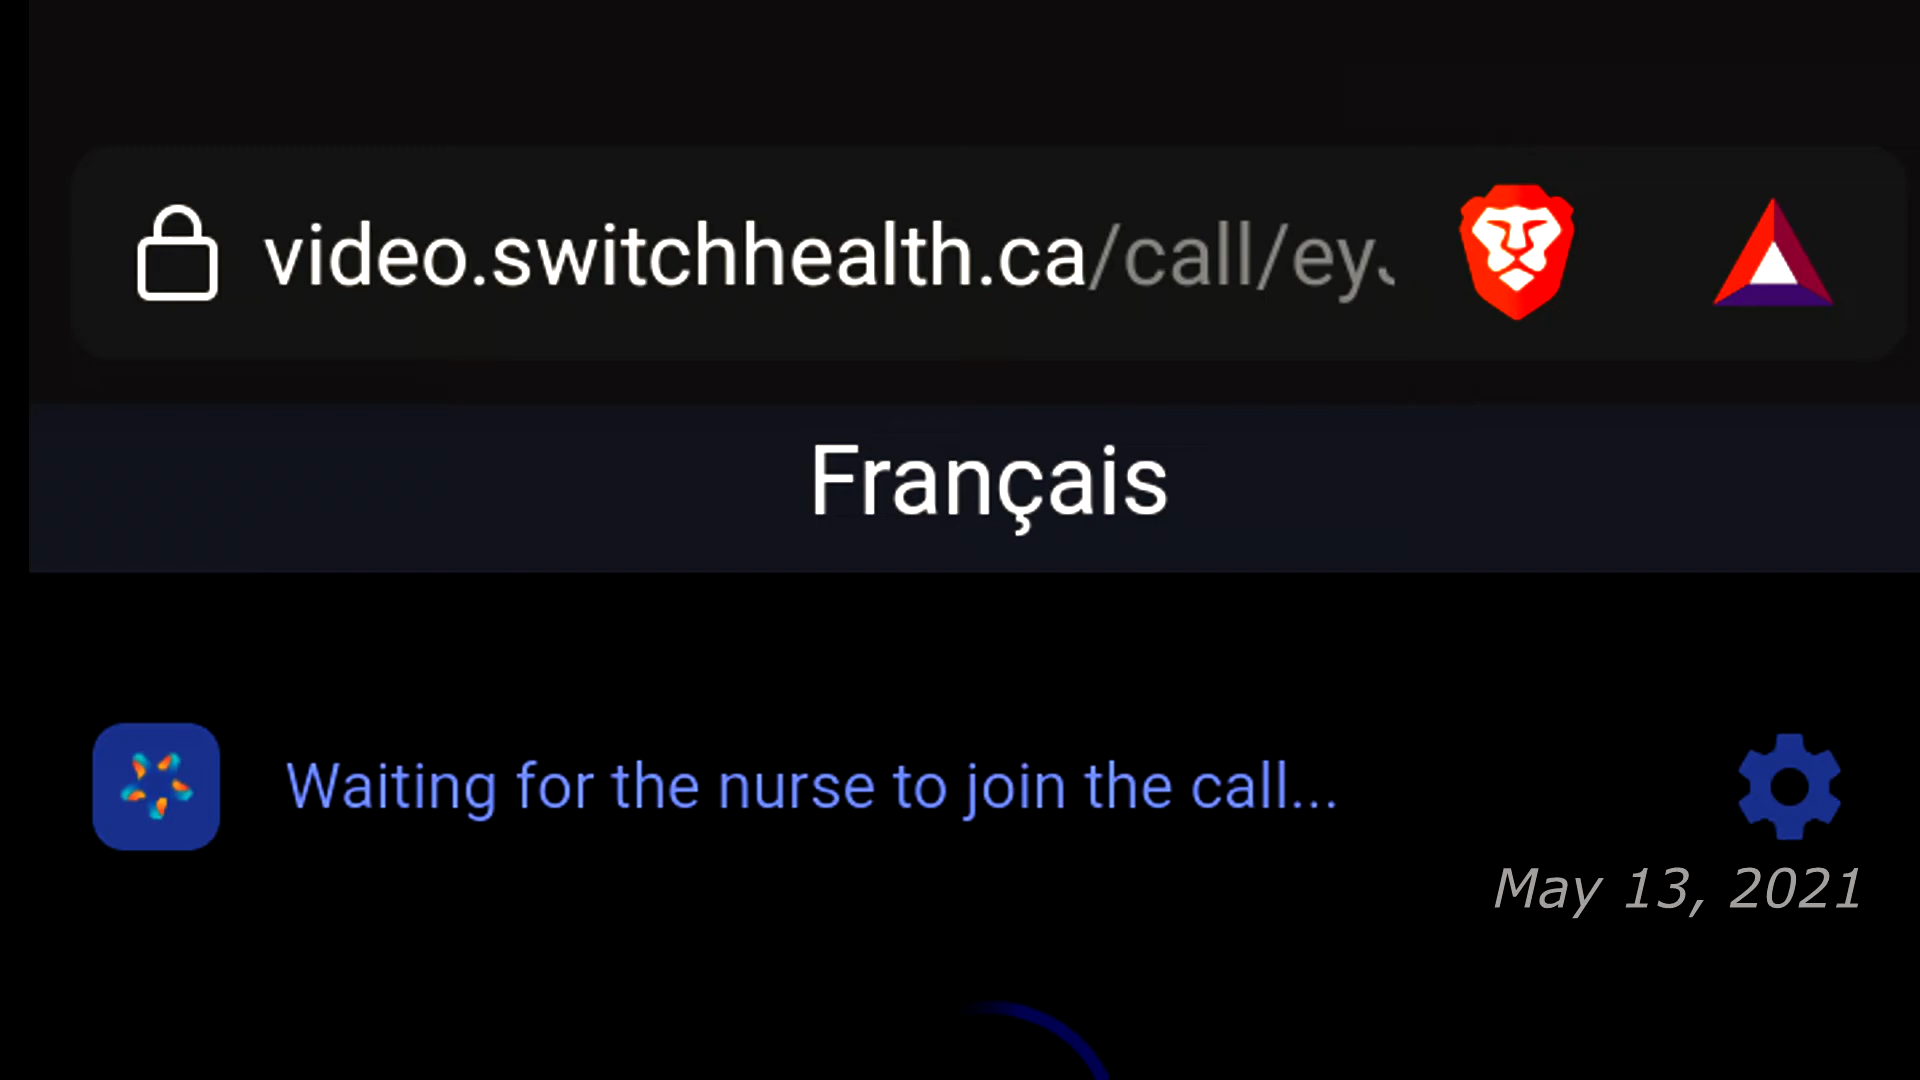 video.switchhealth.ca/call/ey
Français
Waiting for the nurse to join the call...
May 13, 2021